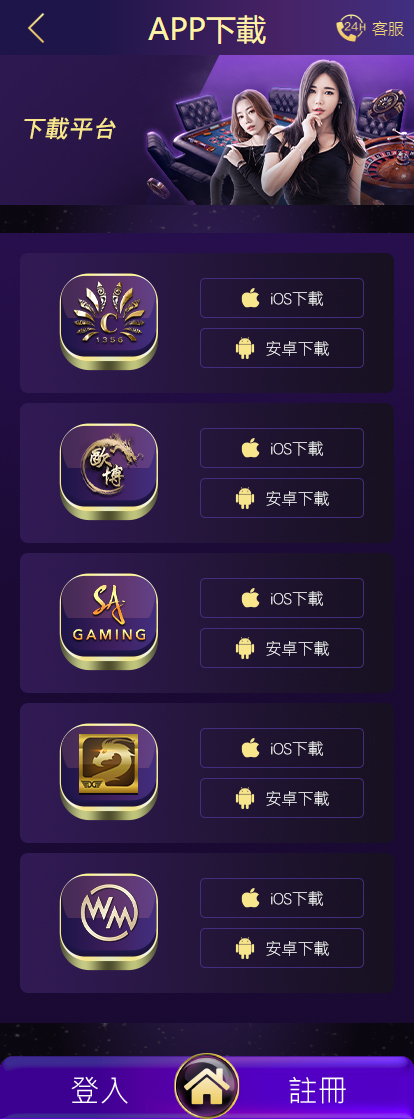 APP下載
24H
客服
下載平台
C
1356
iOS下載
安卓下載
歐博
iOS下載
安卓下載
SA
GAMING
iOS下載
安卓下載
DG
iOS下載
安卓下載
WM
iOS下載
安卓下載
登入
註冊